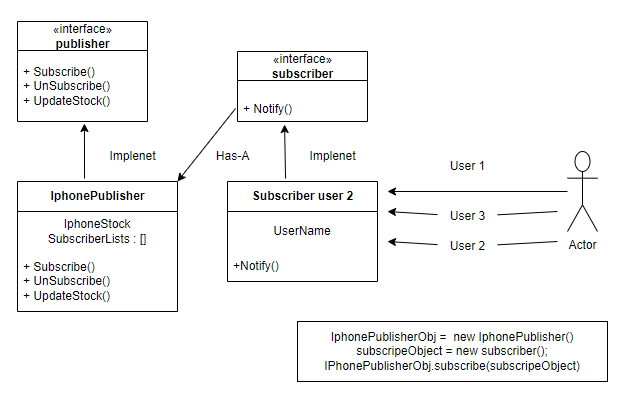 «interface»
publisher
+ Subscribe()
+ UnSubscribe()
+ UpdateStock()
«interface»
subscriber
+ Notify()
Implenet
Has-A
Implenet
IphonePublisher
IphoneStock
SubscriberLists : []
+ Subscribe()
+ UnSubscribe()
+ UpdateStock()
Subscriber user 2
UserName
+Notify()
User 1
User 3
User 2
Actor
IphonePublisherObj =  new IphonePublisher()
subscripeObject = new subscriber();
IPhonePublisherObj.subscribe(subscripeObject)